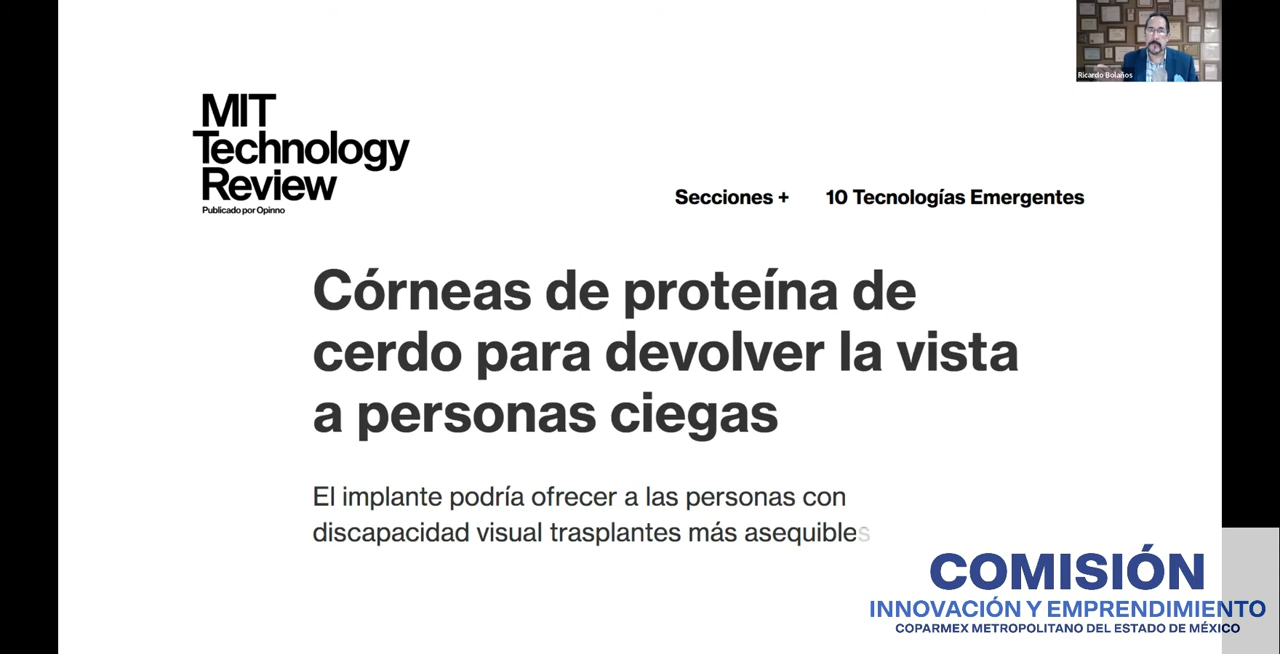 Ricardo Bolaños
MIT
Technology
Review
Publicado por Opinno
Secciones +
10 Tecnologías Emergentes
Córneas de proteína de
cerdo para devolver la vista
a personas ciegas
El implante podría ofrecer a las personas con
discapacidad visual trasplantes más asequibles
COMISIÓN
INNOVACIÓN Y EMPRENDIMIENTO
COPARMEX METROPOLITANO DEL ESTADO DE MÉXICO